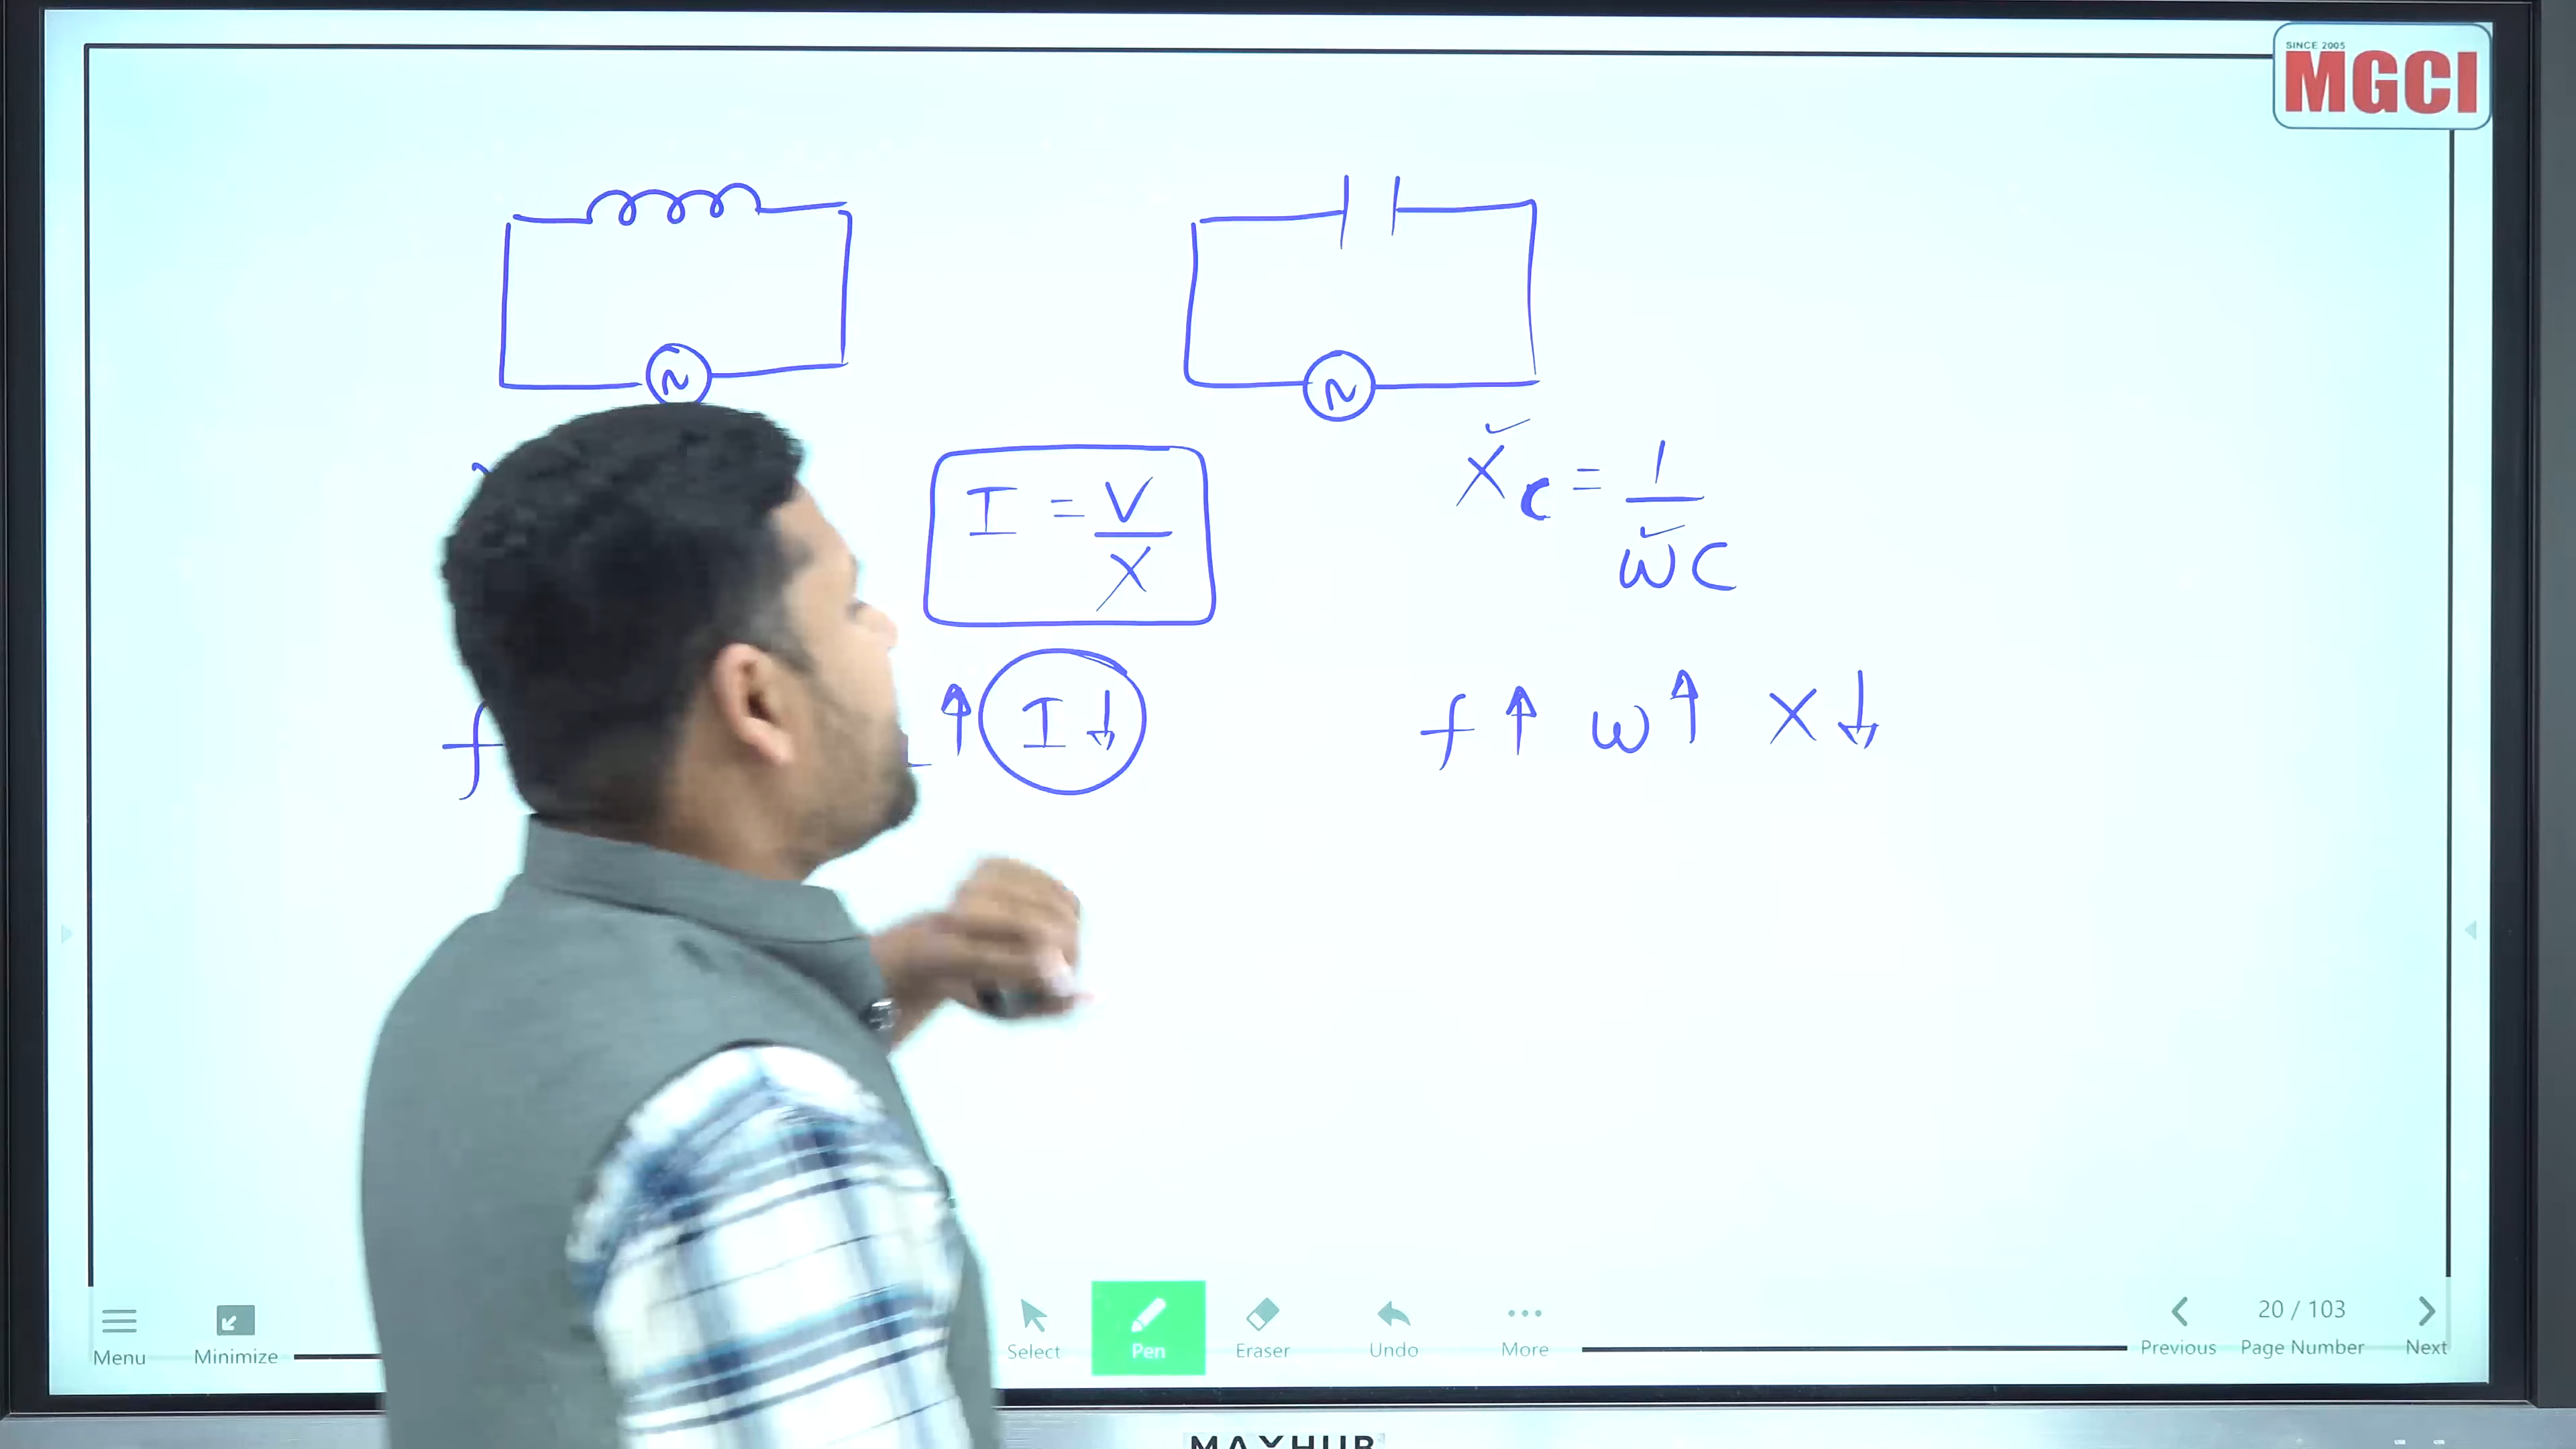 SINCE 2005
MGCI
I = V/X
X_C = 1/ωC
f
↑ I ↓
f ↑ ω ↑ X ↓
Menu
Minimize
Select
Pen
Eraser
Undo
More
Previous
20 / 103
Page Number
Next
MAXHUB